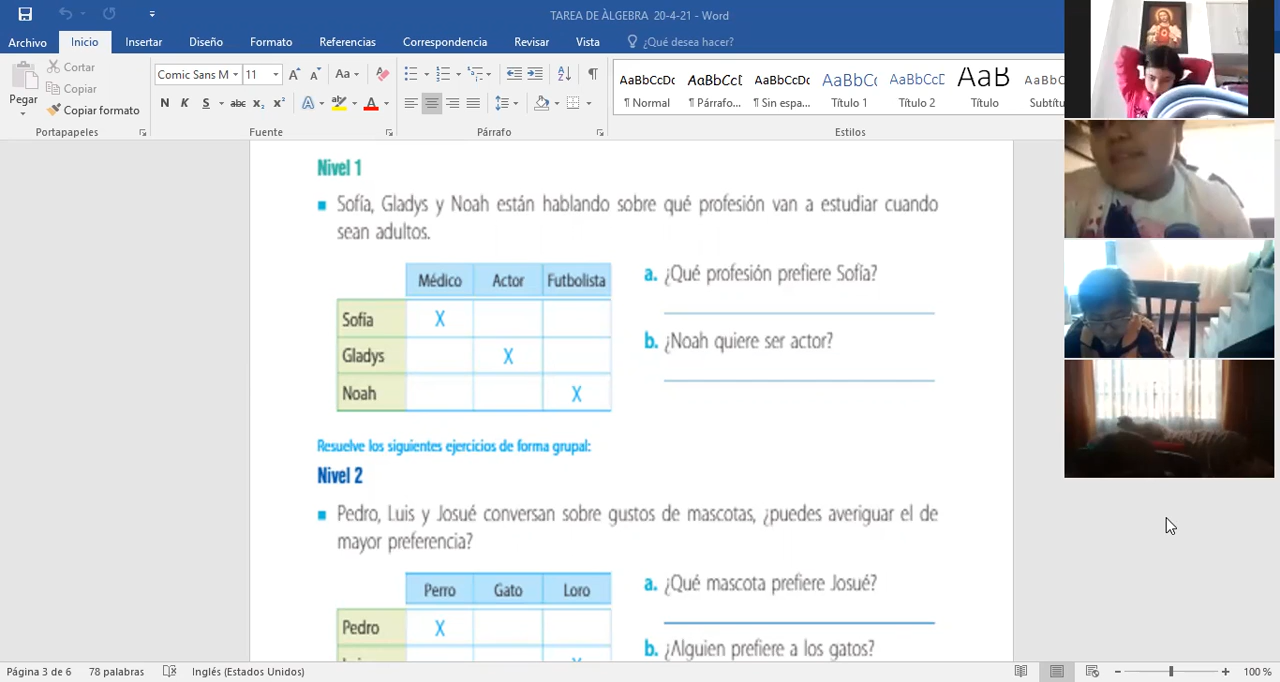 TAREA DE ÀLGEBRA 20-4-21 - Word
Archivo Inicio Insertar Diseño Formato Referencias Correspondencia Revisar Vista ¿Qué desea hacer?
Pegar
Cortar
Copiar
Copiar formato
Portapapeles
Comic Sans M 11
N K S abc x₂ x²
Fuente
Párrafo
AaBbCcDc AaBbCcD AaBbCcDc AaBbC AaBbCcD AaB AaBbC
¶ Normal ¶ Párrafo... ¶ Sin espa... Título 1 Título 2 Título Subtítu
Estilos
Nivel 1
Sofía, Gladys y Noah están hablando sobre qué profesión van a estudiar cuando
sean adultos.
Médico Actor Futbolista
Sofía X
Gladys X
Noah X
a. ¿Qué profesión prefiere Sofía?
b. ¿Noah quiere ser actor?
Resuelve los siguientes ejercicios de forma grupal:
Nivel 2
Pedro, Luis y Josué conversan sobre gustos de mascotas, ¿puedes averiguar el de
mayor preferencia?
Perro Gato Loro
Pedro X
a. ¿Qué mascota prefiere Josué?
b. ¿Alguien prefiere a los gatos?
Página 3 de 6 78 palabras Inglés (Estados Unidos) 100 %